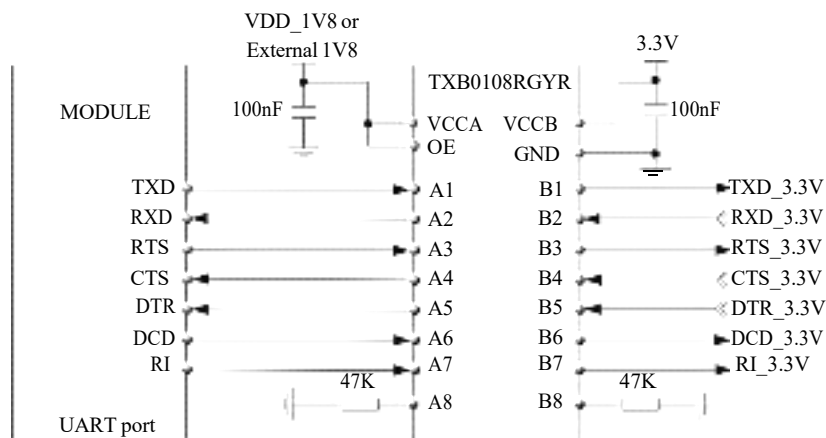 VDD_1V8 or
External 1V8
3.3V
TXB0108RGYR
MODULE
100nF
100nF
VCCA
VCCB
OE
GND
TXD
A1
B1
TXD_3.3V
RXD
A2
B2
RXD_3.3V
RTS
A3
B3
RTS_3.3V
CTS
A4
B4
CTS_3.3V
DTR
A5
B5
DTR_3.3V
DCD
A6
B6
DCD_3.3V
RI
A7
B7
RI_3.3V
47K
47K
A8
B8
UART port